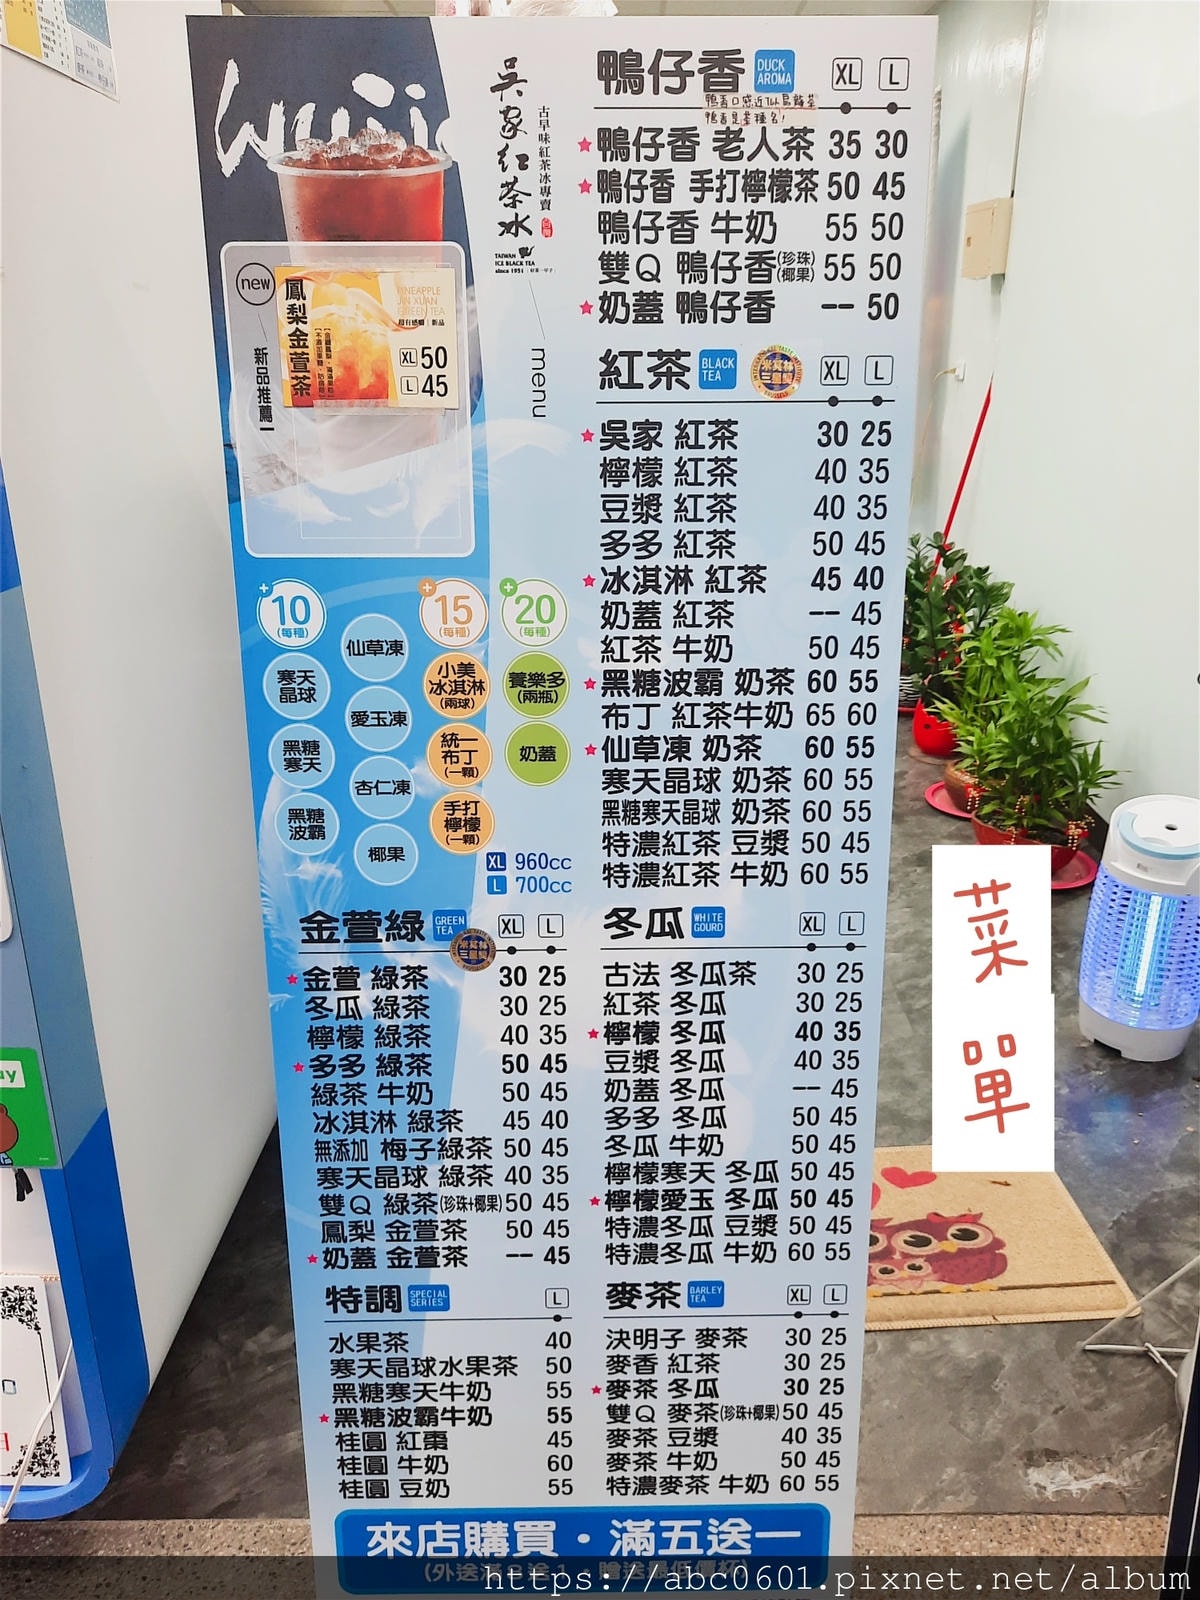 Wujia
吳家紅茶冰
古早味紅茶冰專賣
台灣
TAIWAN
ICE BLACK TEA
since 1951
menu
new
新品推薦
鳳梨金萱茶
PINEAPPLE
JIN XUAN
GREEN TEA
XL 50
L 45
+10
(每種)
寒天晶球
黑糖寒天
黑糖波霸
仙草凍
愛玉凍
杏仁凍
椰果
+15
(每種)
小美冰淇淋(兩球)
統一布丁(一顆)
手打檸檬(一顆)
+20
(每種)
養樂多(兩瓶)
奶蓋
XL 960cc
L 700cc
鴨仔香 DUCK AROMA XL L
鴨香口感近似烏龍茶
鴨香是茶種名!
鴨仔香 老人茶 35 30
鴨仔香 手打檸檬茶 50 45
鴨仔香 牛奶 55 50
雙Q 鴨仔香(珍珠)(椰果) 55 50
奶蓋 鴨仔香 -- 50
紅茶 BLACK TEA XL L
吳家 紅茶 30 25
檸檬 紅茶 40 35
豆漿 紅茶 40 35
多多 紅茶 50 45
冰淇淋 紅茶 45 40
奶蓋 紅茶 -- 45
紅茶 牛奶 50 45
黑糖波霸 奶茶 60 55
布丁 紅茶牛奶 65 60
仙草凍 奶茶 60 55
寒天晶球 奶茶 60 55
黑糖寒天晶球 奶茶 60 55
特濃紅茶 豆漿 50 45
特濃紅茶 牛奶 60 55
金萱綠 GREEN TEA XL L
金萱 綠茶 30 25
冬瓜 綠茶 30 25
檸檬 綠茶 40 35
多多 綠茶 50 45
綠茶 牛奶 50 45
冰淇淋 綠茶 45 40
無添加 梅子綠茶 50 45
寒天晶球 綠茶 40 35
雙Q 綠茶(珍珠+椰果) 50 45
鳳梨 金萱茶 50 45
奶蓋 金萱茶 -- 45
冬瓜 WHITE GOURD XL L
古法 冬瓜茶 30 25
紅茶 冬瓜 30 25
檸檬 冬瓜 40 35
豆漿 冬瓜 40 35
奶蓋 冬瓜 -- 45
多多 冬瓜 50 45
冬瓜 牛奶 50 45
檸檬寒天 冬瓜 50 45
檸檬愛玉 冬瓜 50 45
特濃冬瓜 豆漿 50 45
特濃冬瓜 牛奶 60 55
特調 SPECIAL SERIES L
水果茶 40
寒天晶球水果茶 50
黑糖寒天牛奶 55
黑糖波霸牛奶 55
桂圓 紅棗 45
桂圓 牛奶 60
桂圓 豆奶 55
麥茶 BARLEY TEA XL L
決明子 麥茶 30 25
麥香 紅茶 30 25
麥茶 冬瓜 30 25
雙Q 麥茶(珍珠+椰果) 50 45
麥茶 豆漿 40 35
麥茶 牛奶 50 45
特濃麥茶 牛奶 60 55
來店購買・滿五送一
菜單
https://abc0601.pixnet.net/album